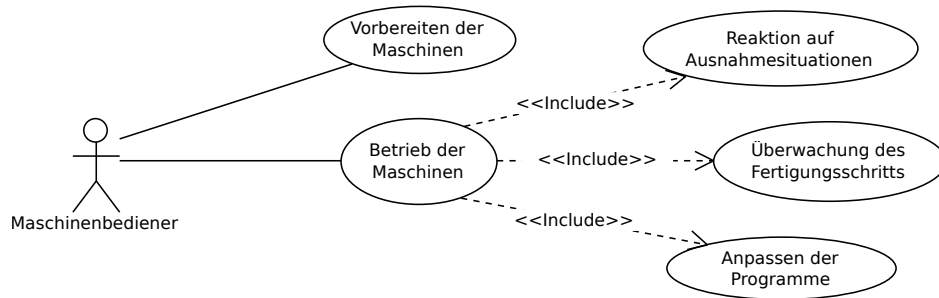 Vorbereiten der
Maschinen
Reaktion auf
Ausnahmesituationen
<<Include>>
Betrieb der
Maschinen
<<Include>>
Überwachung des
Fertigungsschritts
Maschinenbediener
<<Include>>
Anpassen der
Programme